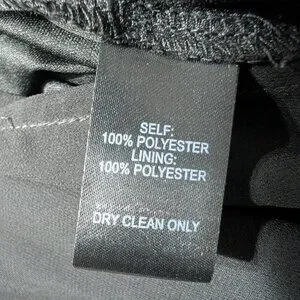 SELF:
100% POLYESTER
LINING:
100% POLYESTER
DRY CLEAN ONLY